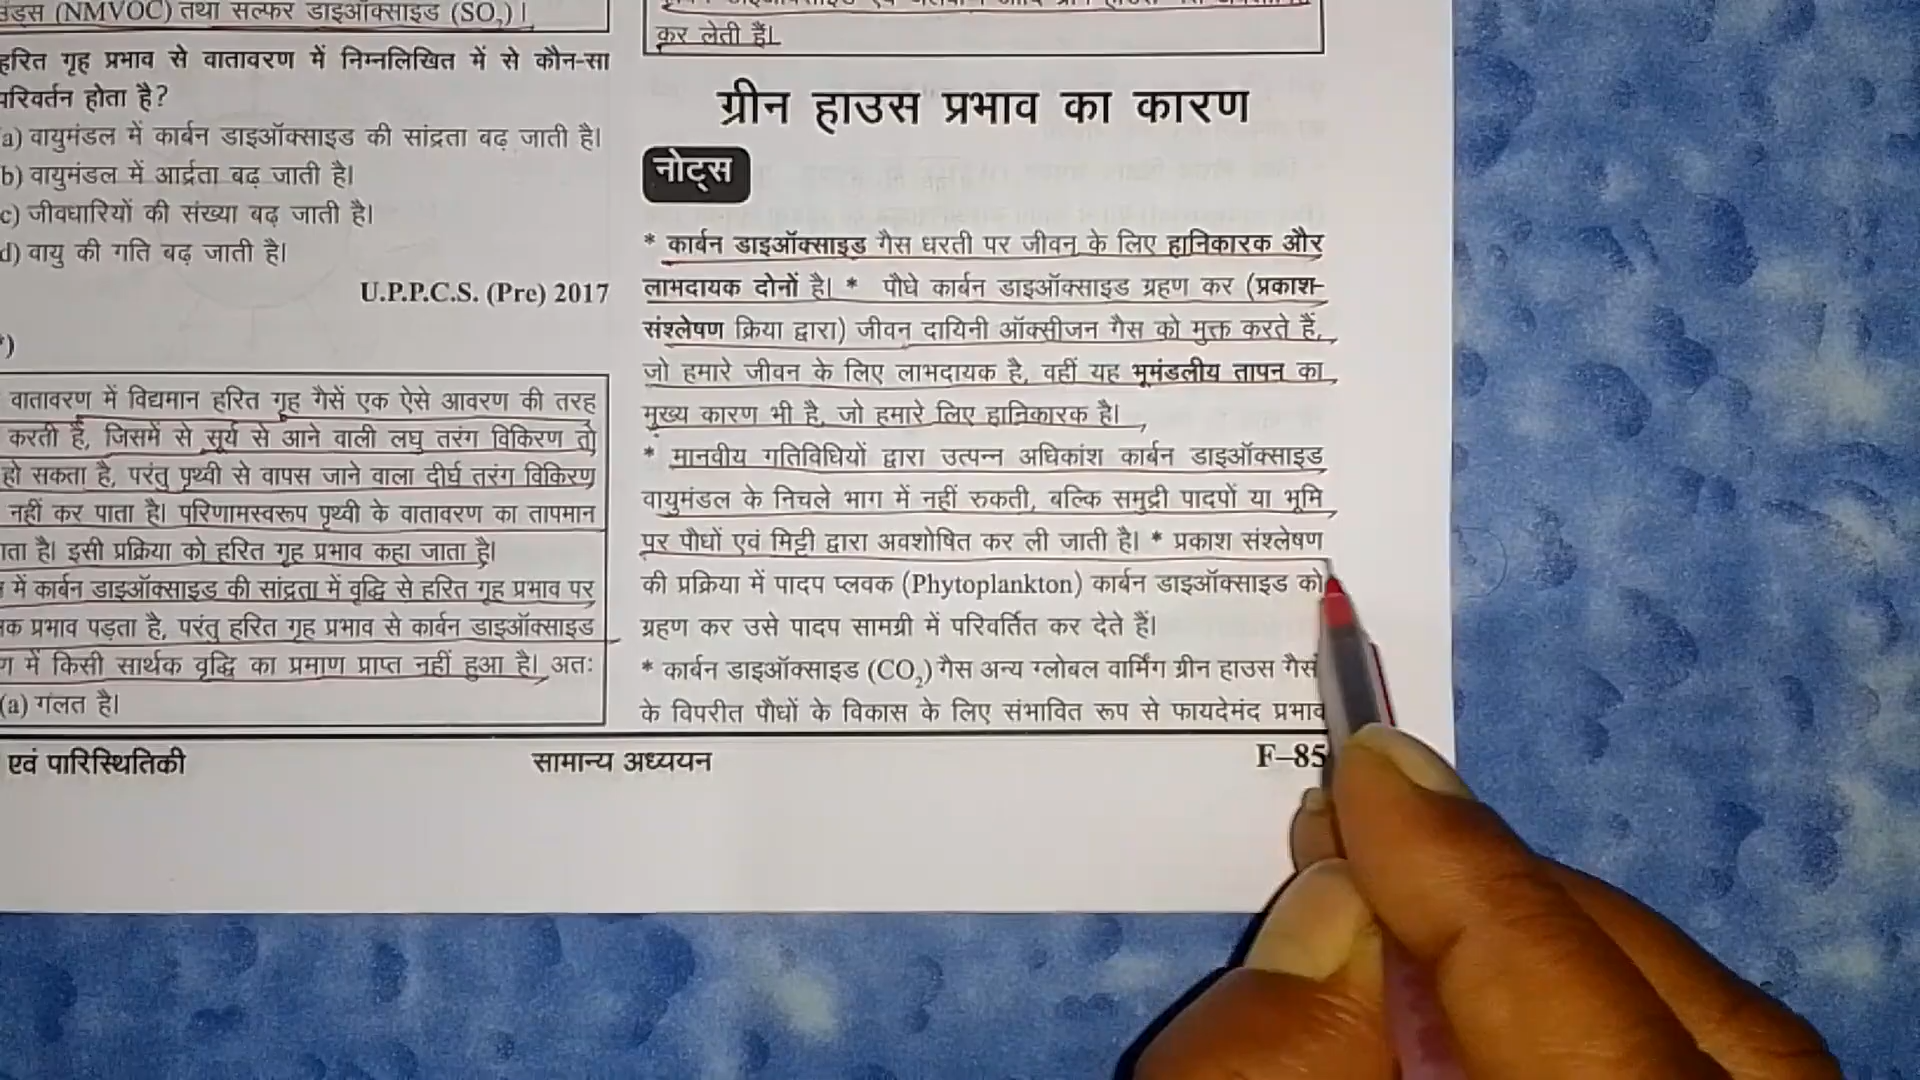 (NMVOC) तथा सल्फर डाइऑक्साइड (SO₂)।
हरित गृह प्रभाव से वातावरण में निम्नलिखित में से कौन-सा
परिवर्तन होता है?
a) वायुमंडल में कार्बन डाइऑक्साइड की सांद्रता बढ़ जाती है।
b) वायुमंडल में आर्द्रता बढ़ जाती है।
c) जीवधारियों की संख्या बढ़ जाती है।
d) वायु की गति बढ़ जाती है।
U.P.P.C.S. (Pre) 2017
वातावरण में विद्यमान हरित गृह गैसें एक ऐसे आवरण की तरह
करती हैं, जिसमें से सूर्य से आने वाली लघु तरंग विकिरण तो
हो सकता है, परंतु पृथ्वी से वापस जाने वाला दीर्घ तरंग विकिरण
नहीं कर पाता है। परिणामस्वरूप पृथ्वी के वातावरण का तापमान
है। इसी प्रक्रिया को हरित गृह प्रभाव कहा जाता है।
में कार्बन डाइऑक्साइड की सांद्रता में वृद्धि से हरित गृह प्रभाव पर
प्रभाव पड़ता है, परंतु हरित गृह प्रभाव से कार्बन डाइऑक्साइड
में किसी सार्थक वृद्धि का प्रमाण प्राप्त नहीं हुआ है। अतः
(a) गलत है।
कर लेती हैं।
ग्रीन हाउस प्रभाव का कारण
नोट्स
* कार्बन डाइऑक्साइड गैस धरती पर जीवन के लिए हानिकारक और
लाभदायक दोनों है। * पौधे कार्बन डाइऑक्साइड ग्रहण कर (प्रकाश-
संश्लेषण क्रिया द्वारा) जीवन दायिनी ऑक्सीजन गैस को मुक्त करते हैं,
जो हमारे जीवन के लिए लाभदायक है, वहीं यह भूमंडलीय तापन का
मुख्य कारण भी है, जो हमारे लिए हानिकारक है।
* मानवीय गतिविधियों द्वारा उत्पन्न अधिकांश कार्बन डाइऑक्साइड
वायुमंडल के निचले भाग में नहीं रुकती, बल्कि समुद्री पादपों या भूमि
पर पौधों एवं मिट्टी द्वारा अवशोषित कर ली जाती है। * प्रकाश संश्लेषण
की प्रक्रिया में पादप प्लवक (Phytoplankton) कार्बन डाइऑक्साइड को
ग्रहण कर उसे पादप सामग्री में परिवर्तित कर देते हैं।
* कार्बन डाइऑक्साइड (CO₂) गैस अन्य ग्लोबल वार्मिंग ग्रीन हाउस गैसों
के विपरीत पौधों के विकास के लिए संभावित रूप से फायदेमंद प्रभाव
एवं पारिस्थितिकी
सामान्य अध्ययन
F–85